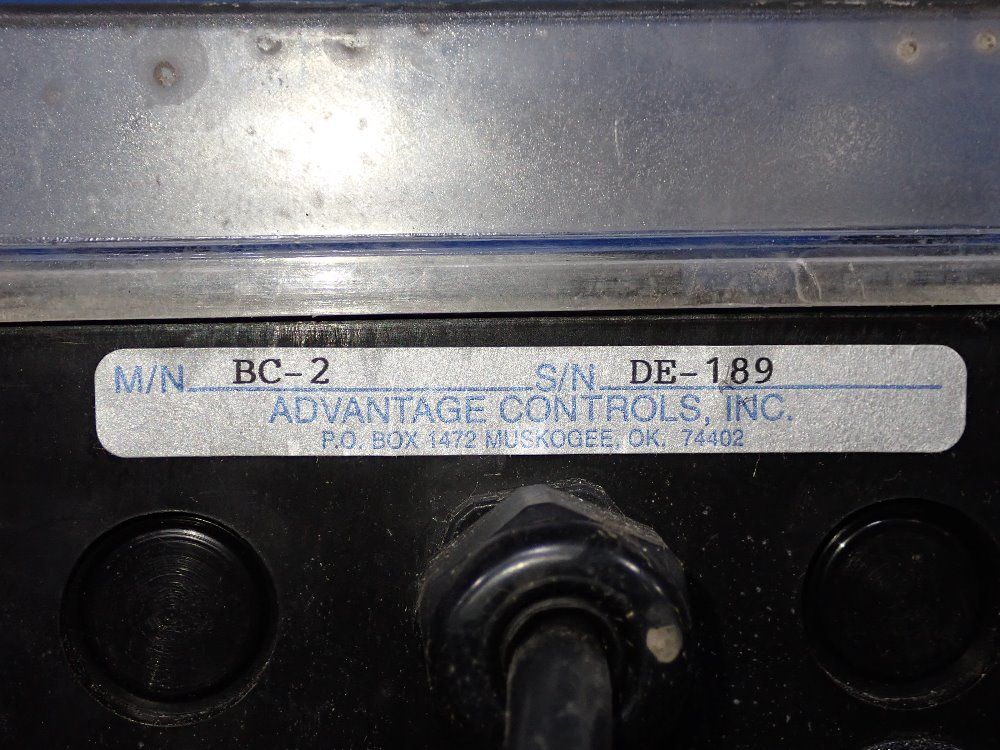 M/N BC-2 S/N DE-189
ADVANTAGE CONTROLS, INC.
P.O. BOX 1472 MUSKOGEE, OK. 74402